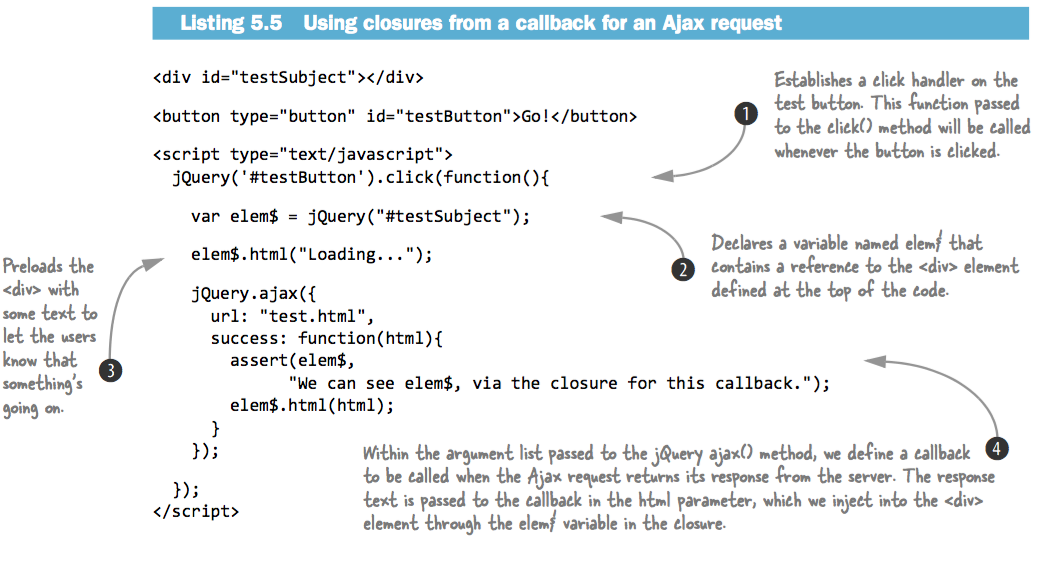 Listing 5.5 Using closures from a callback for an Ajax request
<div id="testSubject"></div>
<button type="button" id="testButton">Go!</button>
<script type="text/javascript">
jQuery('#testButton').click(function(){
1
Establishes a click handler on the
test button. This function passed
to the click() method will be called
whenever the button is clicked.
var elem$ = jQuery("#testSubject");
2
Declares a variable named elem$ that
contains a reference to the <div> element
defined at the top of the code.
elem$.html("Loading...");
Preloads the
<div> with
some text to
let the users
know that
something's
going on.
3
jQuery.ajax({
url: "test.html",
success: function(html){
assert(elem$,
"We can see elem$, via the closure for this callback.");
elem$.html(html);
}
});
4
Within the argument list passed to the jQuery ajax() method, we define a callback
to be called when the Ajax request returns its response from the server. The response
text is passed to the callback in the html parameter, which we inject into the <div>
element through the elem$ variable in the closure.
});
</script>